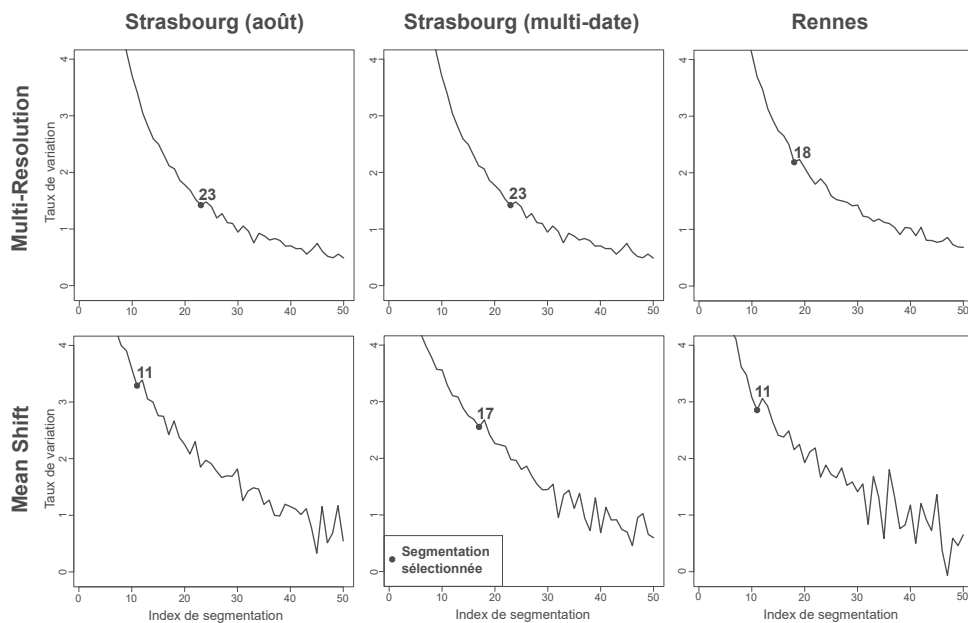 Strasbourg (août)
Strasbourg (multi-date)
Rennes
Multi-Resolution
Taux de variation
4
3
2
1
0
23
0 10 20 30 40 50
4
3
2
1
0
23
0 10 20 30 40 50
4
3
2
1
0
18
0 10 20 30 40 50
Mean Shift
Taux de variation
4
3
2
1
0
11
0 10 20 30 40 50
Index de segmentation
4
3
2
1
0
17
Segmentation
sélectionnée
0 10 20 30 40 50
Index de segmentation
4
3
2
1
0
11
0 10 20 30 40 50
Index de segmentation